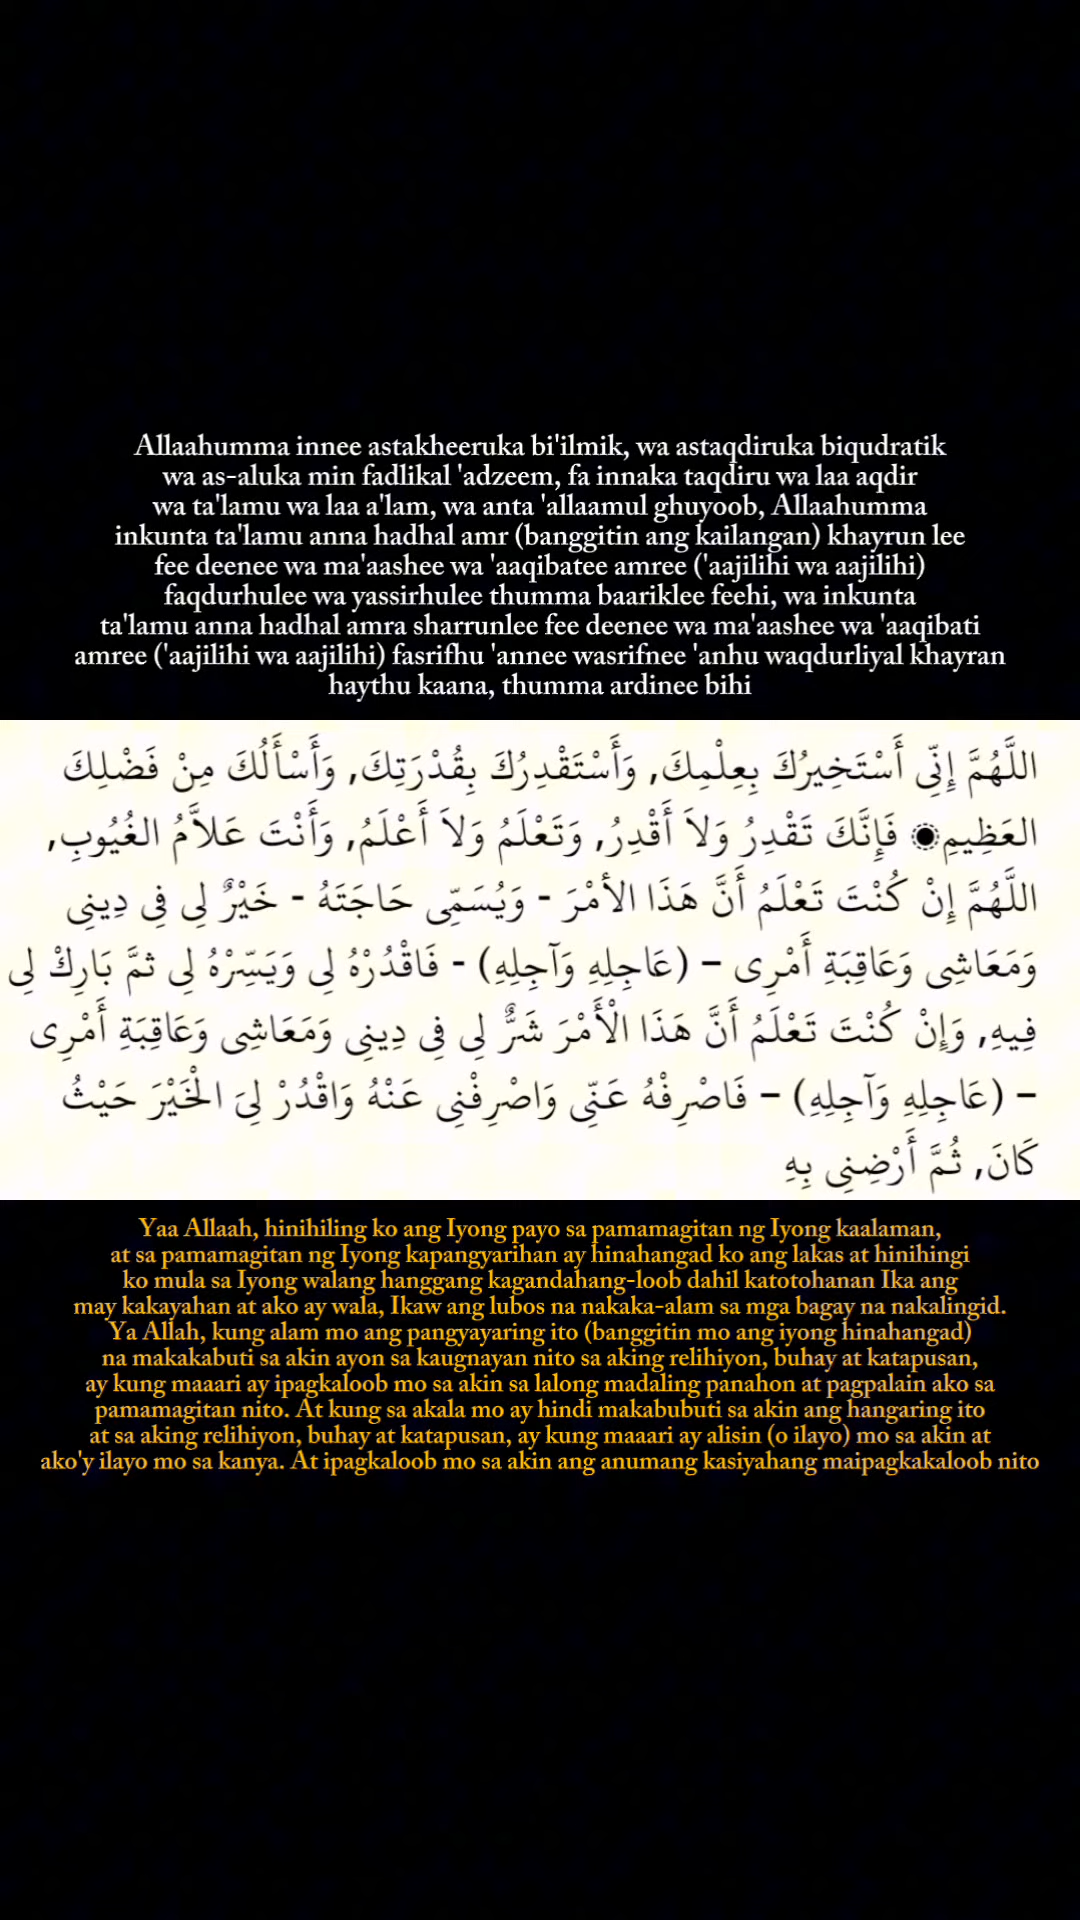 Allaahumma innee astakheeruka bi'ilmik, wa astaqdiruka biqudratik
wa as-aluka min fadlikal 'adzeem, fa innaka taqdiru wa laa aqdir
wa ta'lamu wa laa a'lam, wa anta 'allaamul ghuyoob, Allaahumma
inkunta ta'lamu anna hadhal amr (banggitin ang kailangan) khayrun lee
fee deenee wa ma'aashee wa 'aaqibatee amree ('aajilihi wa aajilihi)
faqdurhulee wa yassirhulee thumma baariklee feehi, wa inkunta
ta'lamu anna hadhal amra sharrunlee fee deenee wa ma'aashee wa 'aaqibati
amree ('aajilihi wa aajilihi) fasrifhu 'annee wasrifnee 'anhu waqdurliyal khayran
haythu kaana, thumma ardinee bihi
اللَّهُمَّ إِنِّي أَسْتَخِيرُكَ بِعِلْمِكَ, وَأَسْتَقْدِرُكَ بِقُدْرَتِكَ, وَأَسْأَلُكَ مِنْ فَضْلِكَ
العَظِيمِ فَإِنَّكَ تَقْدِرُ وَلاَ أَقْدِرُ, وَتَعْلَمُ وَلاَ أَعْلَمُ, وَأَنْتَ عَلاَّمُ الغُيُوبِ,
اللَّهُمَّ إِنْ كُنْتَ تَعْلَمُ أَنَّ هَذَا الأمْرَ - وَيُسَمِّى حَاجَتَهُ - خَيْرٌ لِى فِى دِينِى
وَمَعَاشِى وَعَاقِبَةِ أَمْرِى – (عَاجِلِهِ وَآجِلِهِ) - فَاقْدُرْهُ لِى وَيَسِّرْهُ لِى ثمَّ بَارِكْ لِى
فِيهِ, وَإِنْ كُنْتَ تَعْلَمُ أَنَّ هَذَا الْأَمْرَ شَرٌّ لِى فِى دِينِى وَمَعَاشِى وَعَاقِبَةِ أَمْرِى
– (عَاجِلِهِ وَآجِلِهِ) – فَاصْرِفْهُ عَنِّى وَاصْرِفْنِى عَنْهُ وَاقْدُرْ لِىَ الْخَيْرَ حَيْثُ
كَانَ, ثُمَّ أَرْضِنِى بِهِ
Yaa Allaah, hinihiling ko ang Iyong payo sa pamamagitan ng Iyong kaalaman,
at sa pamamagitan ng Iyong kapangyarihan ay hinahangad ko ang lakas at hinihingi
ko mula sa Iyong walang hanggang kagandahang-loob dahil katotohanan Ika ang
may kakayahan at ako ay wala, Ikaw ang lubos na nakaka-alam sa mga bagay na nakalingid.
Ya Allah, kung alam mo ang pangyayaring ito (banggitin mo ang iyong hinahangad)
na makakabuti sa akin ayon sa kaugnayan nito sa aking relihiyon, buhay at katapusan,
ay kung maaari ay ipagkaloob mo sa akin sa lalong madaling panahon at pagpalain ako sa
pamamagitan nito. At kung sa akala mo ay hindi makabubuti sa akin ang hangaring ito
at sa aking relihiyon, buhay at katapusan, ay kung maaari ay alisin (o ilayo) mo sa akin at
ako'y ilayo mo sa kanya. At ipagkaloob mo sa akin ang anumang kasiyahang maipagkakaloob nito